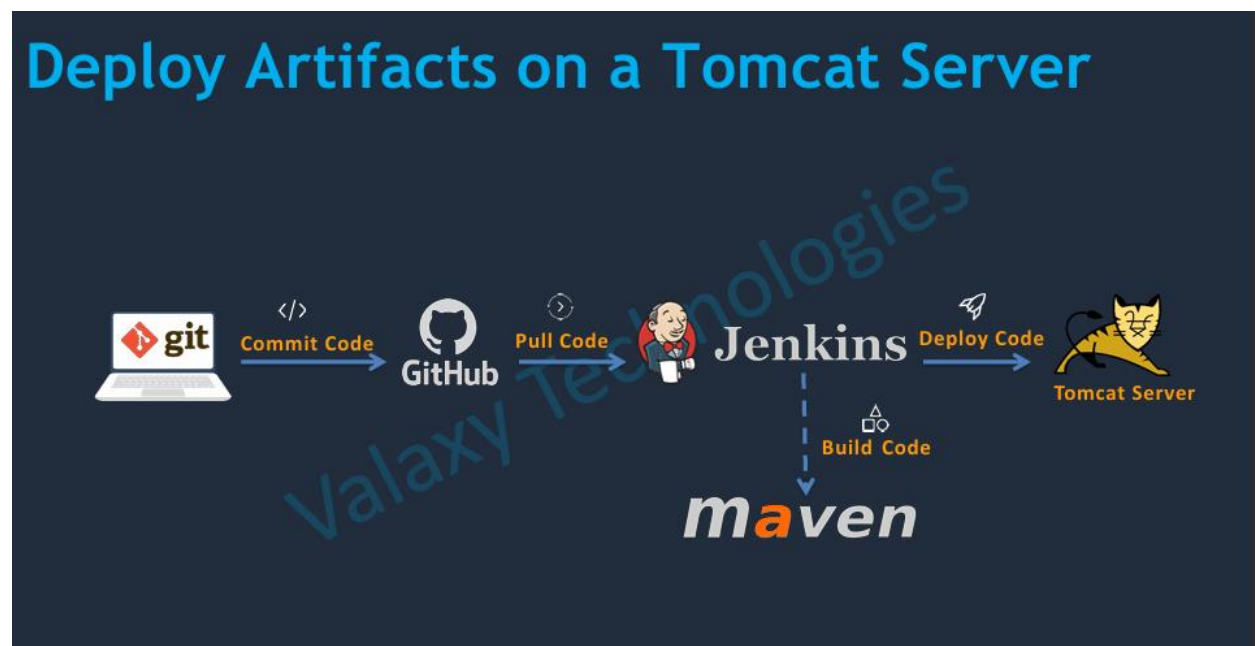 Deploy Artifacts on a Tomcat Server
Valaxy Technologies
</>
git
Commit Code
GitHub
Pull Code
Jenkins
Deploy Code
Tomcat Server
Build Code
maven